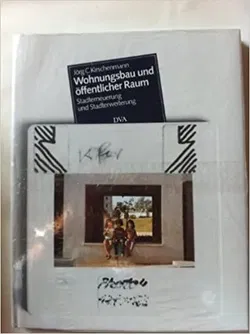 Jörg C. Kirschenmann
Wohnungsbau und
öffentlicher Raum
Stadterneuerung
und Stadterweiterung
DVA